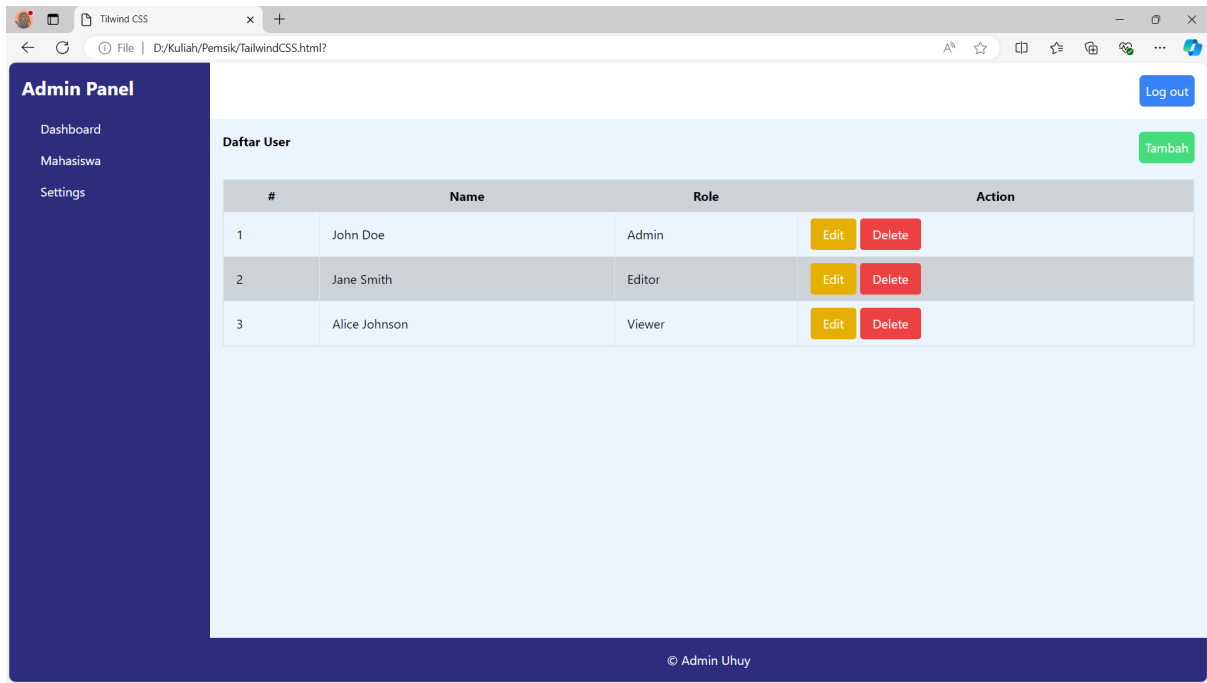 Tilwind CSS
File | D:/Kuliah/Pemsik/TailwindCSS.html?
Admin Panel
Log out
Dashboard
Mahasiswa
Settings
Daftar User
Tambah
# Name Role Action
1 John Doe Admin Edit Delete
2 Jane Smith Editor Edit Delete
3 Alice Johnson Viewer Edit Delete
© Admin Uhuy